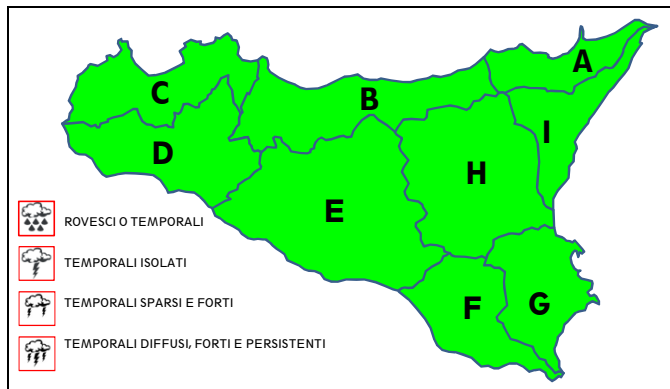 A
C
B
I
D
H
E
ROVESCI O TEMPORALI
TEMPORALI ISOLATI
TEMPORALI SPARSI E FORTI
F
G
TEMPORALI DIFFUSI, FORTI E PERSISTENTI